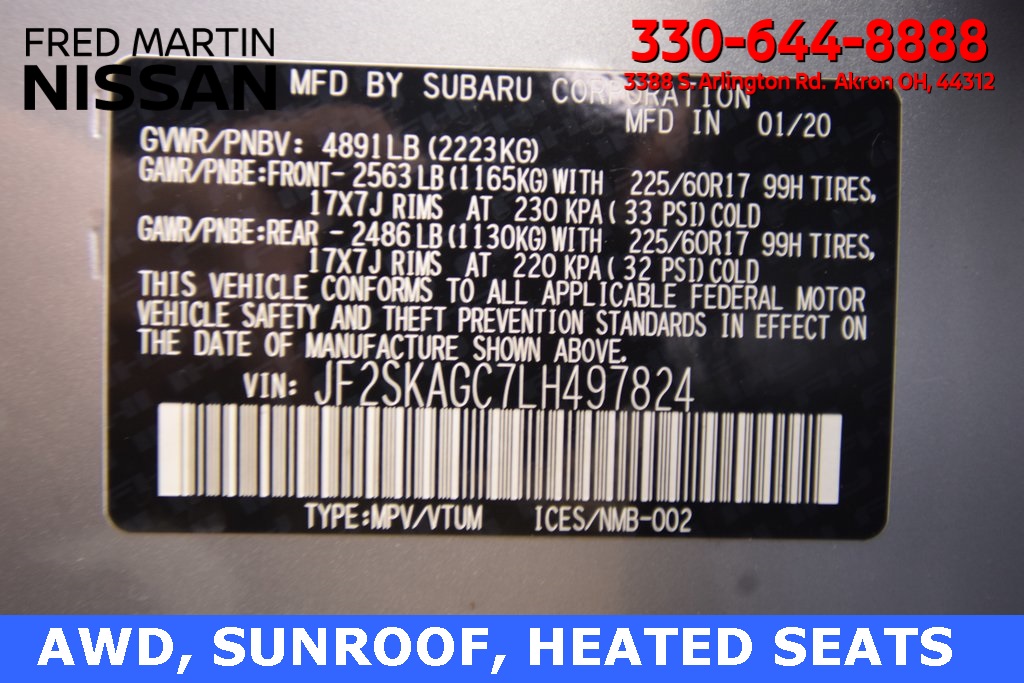 FRED MARTIN
NISSAN
330-644-8888
3388 S. Arlington Rd. Akron OH, 44312
MFD BY SUBARU CORPORATION
MFD IN 01/20
GVWR/PNBV: 4891LB (2223KG)
GAWR/PNBE:FRONT- 2563 LB (1165KG) WITH 225/60R17 99H TIRES,
17X7J RIMS AT 230 KPA ( 33 PSI) COLD
GAWR/PNBE:REAR - 2486 LB (1130KG) WITH 225/60R17 99H TIRES,
17X7J RIMS AT 220 KPA ( 32 PSI) COLD
THIS VEHICLE CONFORMS TO ALL APPLICABLE FEDERAL MOTOR
VEHICLE SAFETY AND THEFT PREVENTION STANDARDS IN EFFECT ON
THE DATE OF MANUFACTURE SHOWN ABOVE.
VIN: JF2SKAGC7LH497824
TYPE:MPV/VTUM ICES/NMB-002
AWD, SUNROOF, HEATED SEATS